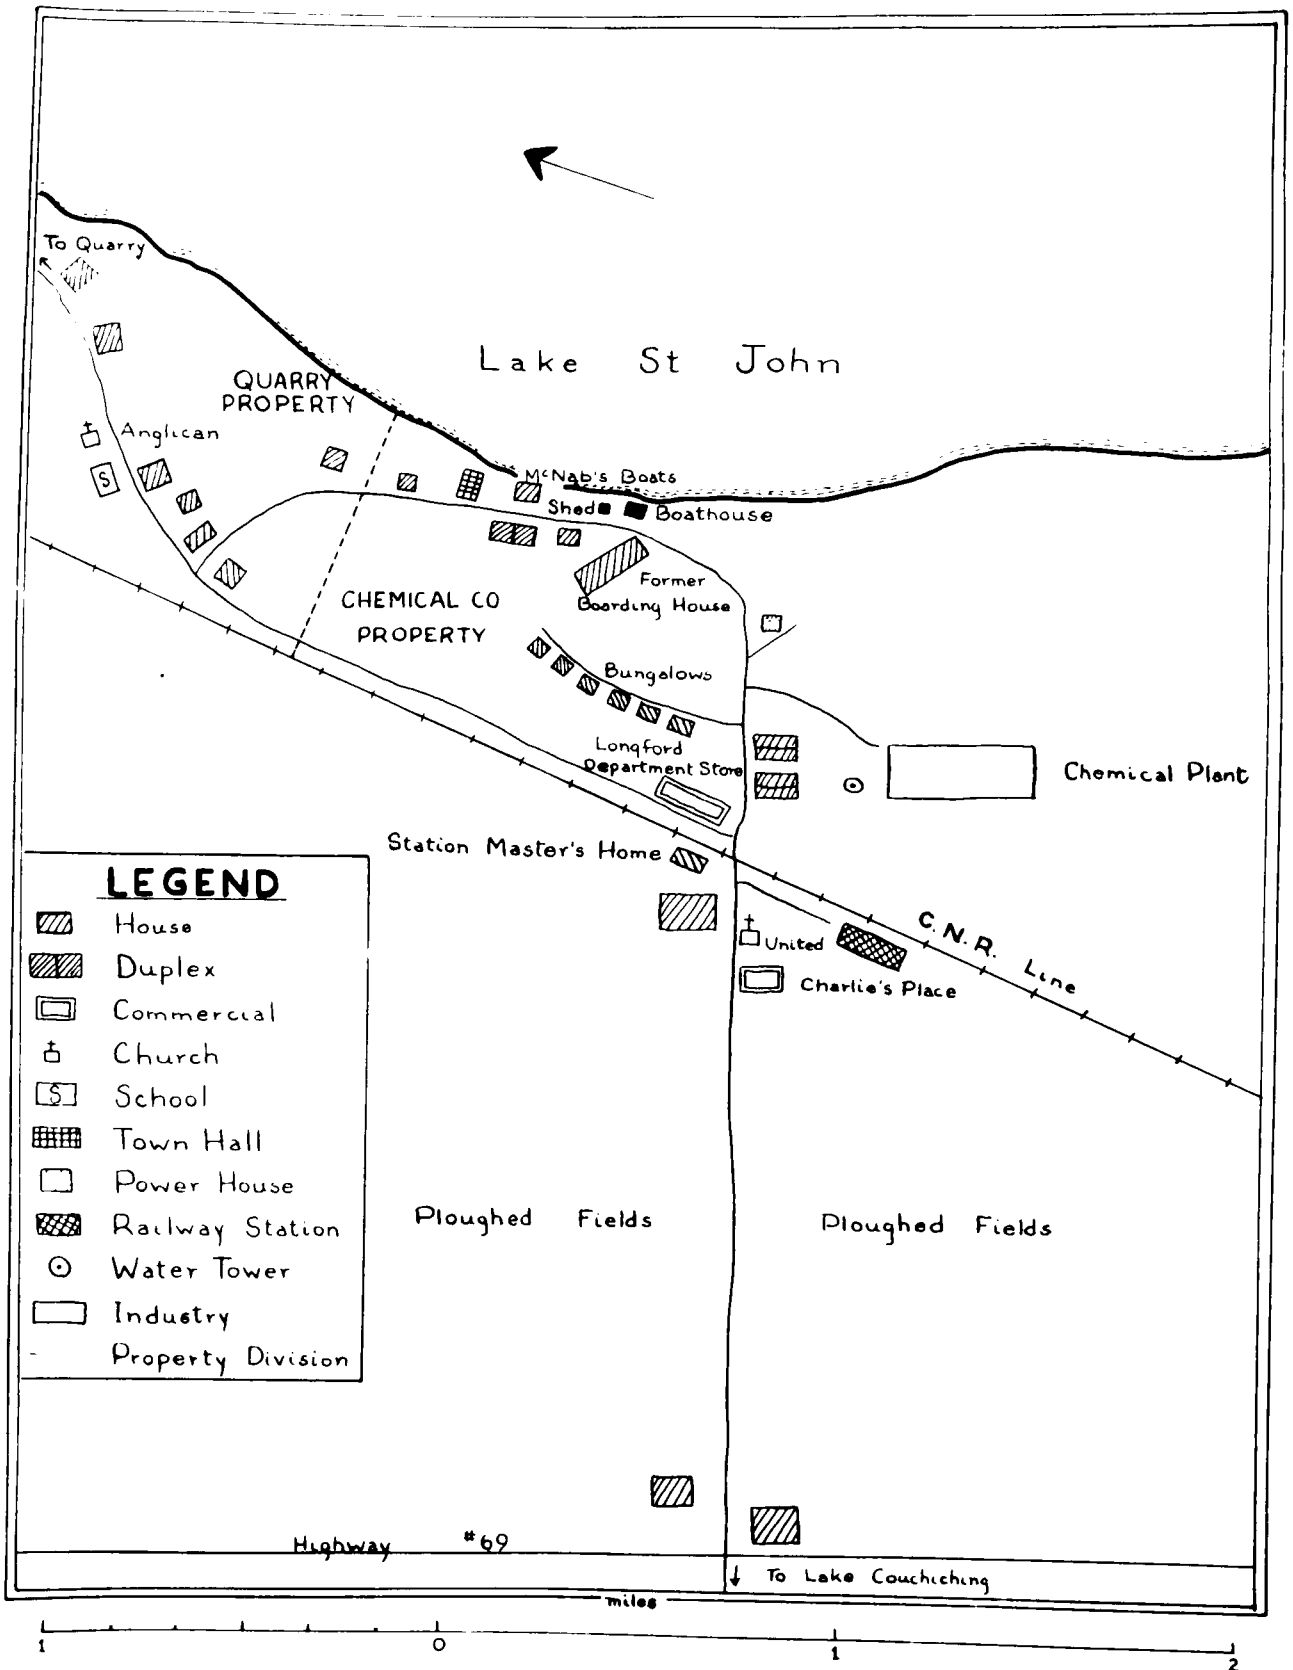 To Quarry
Lake St John
QUARRY
PROPERTY
Anglican
S
McNab's Boats
Shed
Boathouse
Former
Boarding House
CHEMICAL CO
PROPERTY
Bungalows
Longford
Department Store
Chemical Plant
Station Master's Home
C.N.R. Line
United
Charlie's Place
LEGEND
House
Duplex
Commercial
Church
S School
Town Hall
Power House
Railway Station
Water Tower
Industry
Property Division
Ploughed Fields
Ploughed Fields
Highway #69
To Lake Couchiching
miles
1 0 1 2